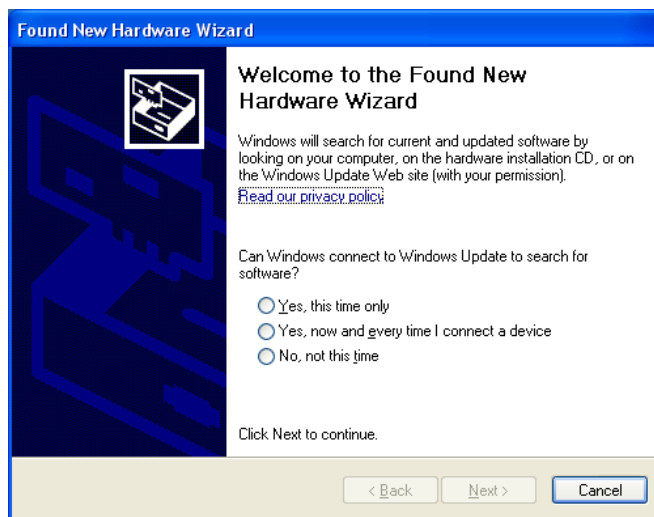 Found New Hardware Wizard
Welcome to the Found New
Hardware Wizard
Windows will search for current and updated software by
looking on your computer, on the hardware installation CD, or on
the Windows Update Web site (with your permission).
Read our privacy policy
Can Windows connect to Windows Update to search for
software?
Yes, this time only
Yes, now and every time I connect a device
No, not this time
Click Next to continue.
< Back
Next >
Cancel